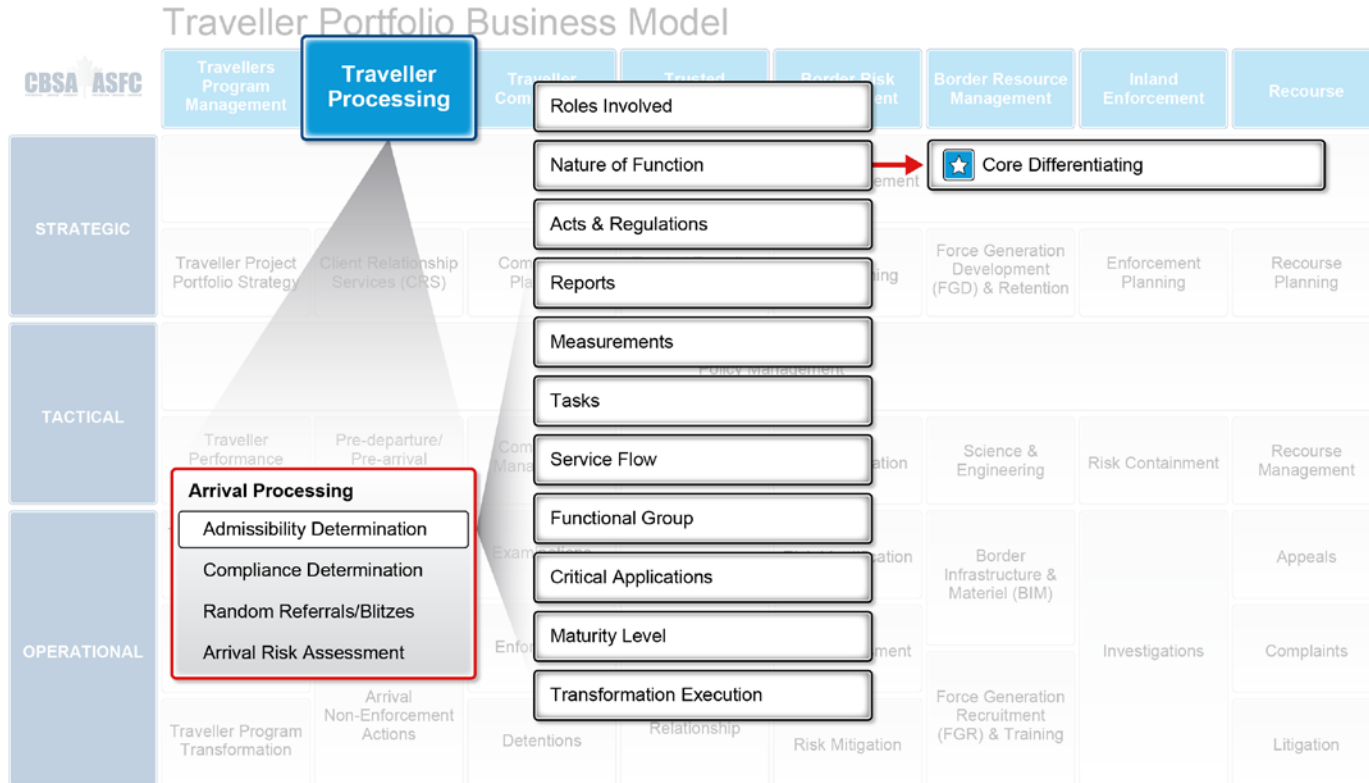 Traveller Portfolio Business Model
CBSA ASFC
Travellers
Program
Management
Traveller
Processing
Border Resource
Management
Inland
Enforcement
Recourse
Roles Involved
Nature of Function
Acts & Regulations
Reports
Measurements
Tasks
Service Flow
Functional Group
Critical Applications
Maturity Level
Transformation Execution
Core Differentiating
STRATEGIC
Traveller Project
Portfolio Strategy
Client Relationship
Services (CRS)
Force Generation
Development
(FGD) & Retention
Enforcement
Planning
Recourse
Planning
TACTICAL
Policy Management
Traveller
Performance
Pre-departure/
Pre-arrival
Science &
Engineering
Risk Containment
Recourse
Management
Arrival Processing
Admissibility Determination
Compliance Determination
Random Referrals/Blitzes
Arrival Risk Assessment
OPERATIONAL
Examinations
Border
Infrastructure &
Materiel (BIM)
Appeals
Investigations
Complaints
Traveller Program
Transformation
Arrival
Non-Enforcement
Actions
Detentions
Relationship
Risk Mitigation
Force Generation
Recruitment
(FGR) & Training
Litigation